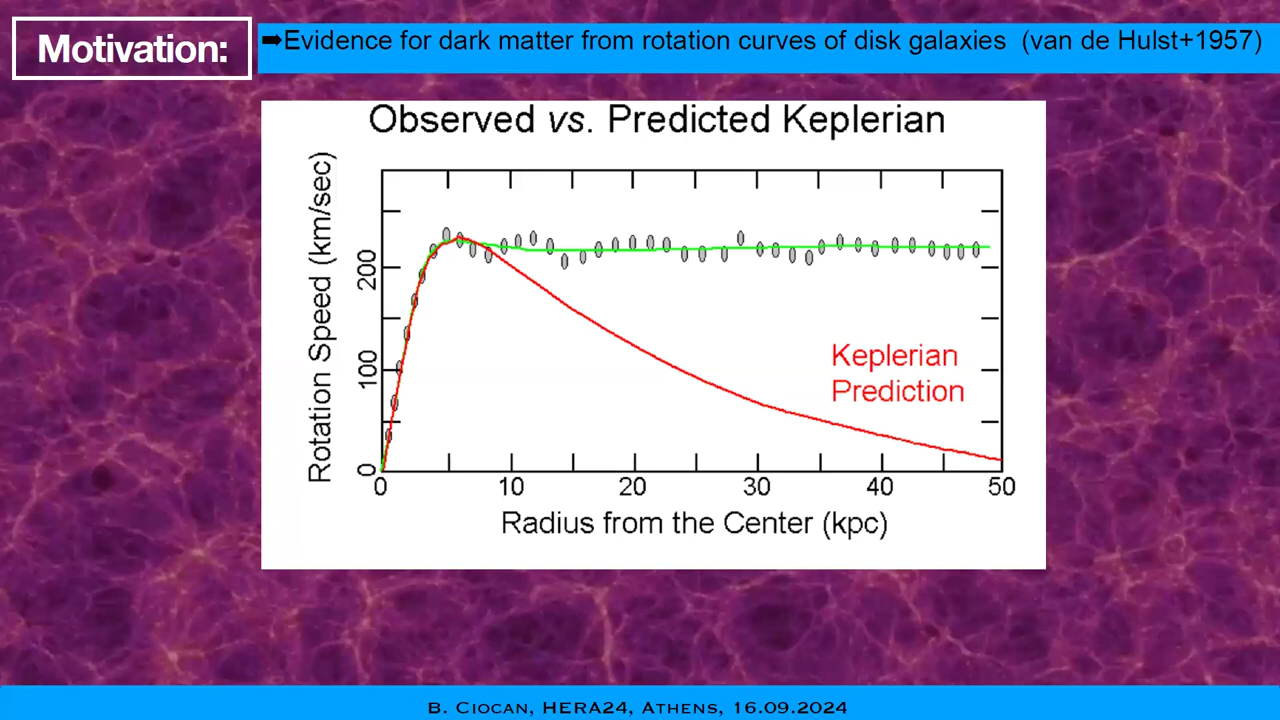 Motivation:
➡Evidence for dark matter from rotation curves of disk galaxies (van de Hulst+1957)
Observed vs. Predicted Keplerian
Rotation Speed (km/sec)
200
100
0
Keplerian
Prediction
0 10 20 30 40 50
Radius from the Center (kpc)
B. Ciocan, HERA24, Athens, 16.09.2024